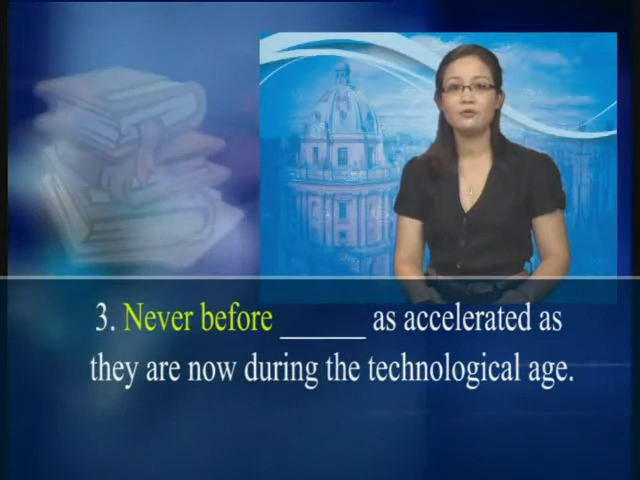 3. Never before ______ as accelerated as
they are now during the technological age.